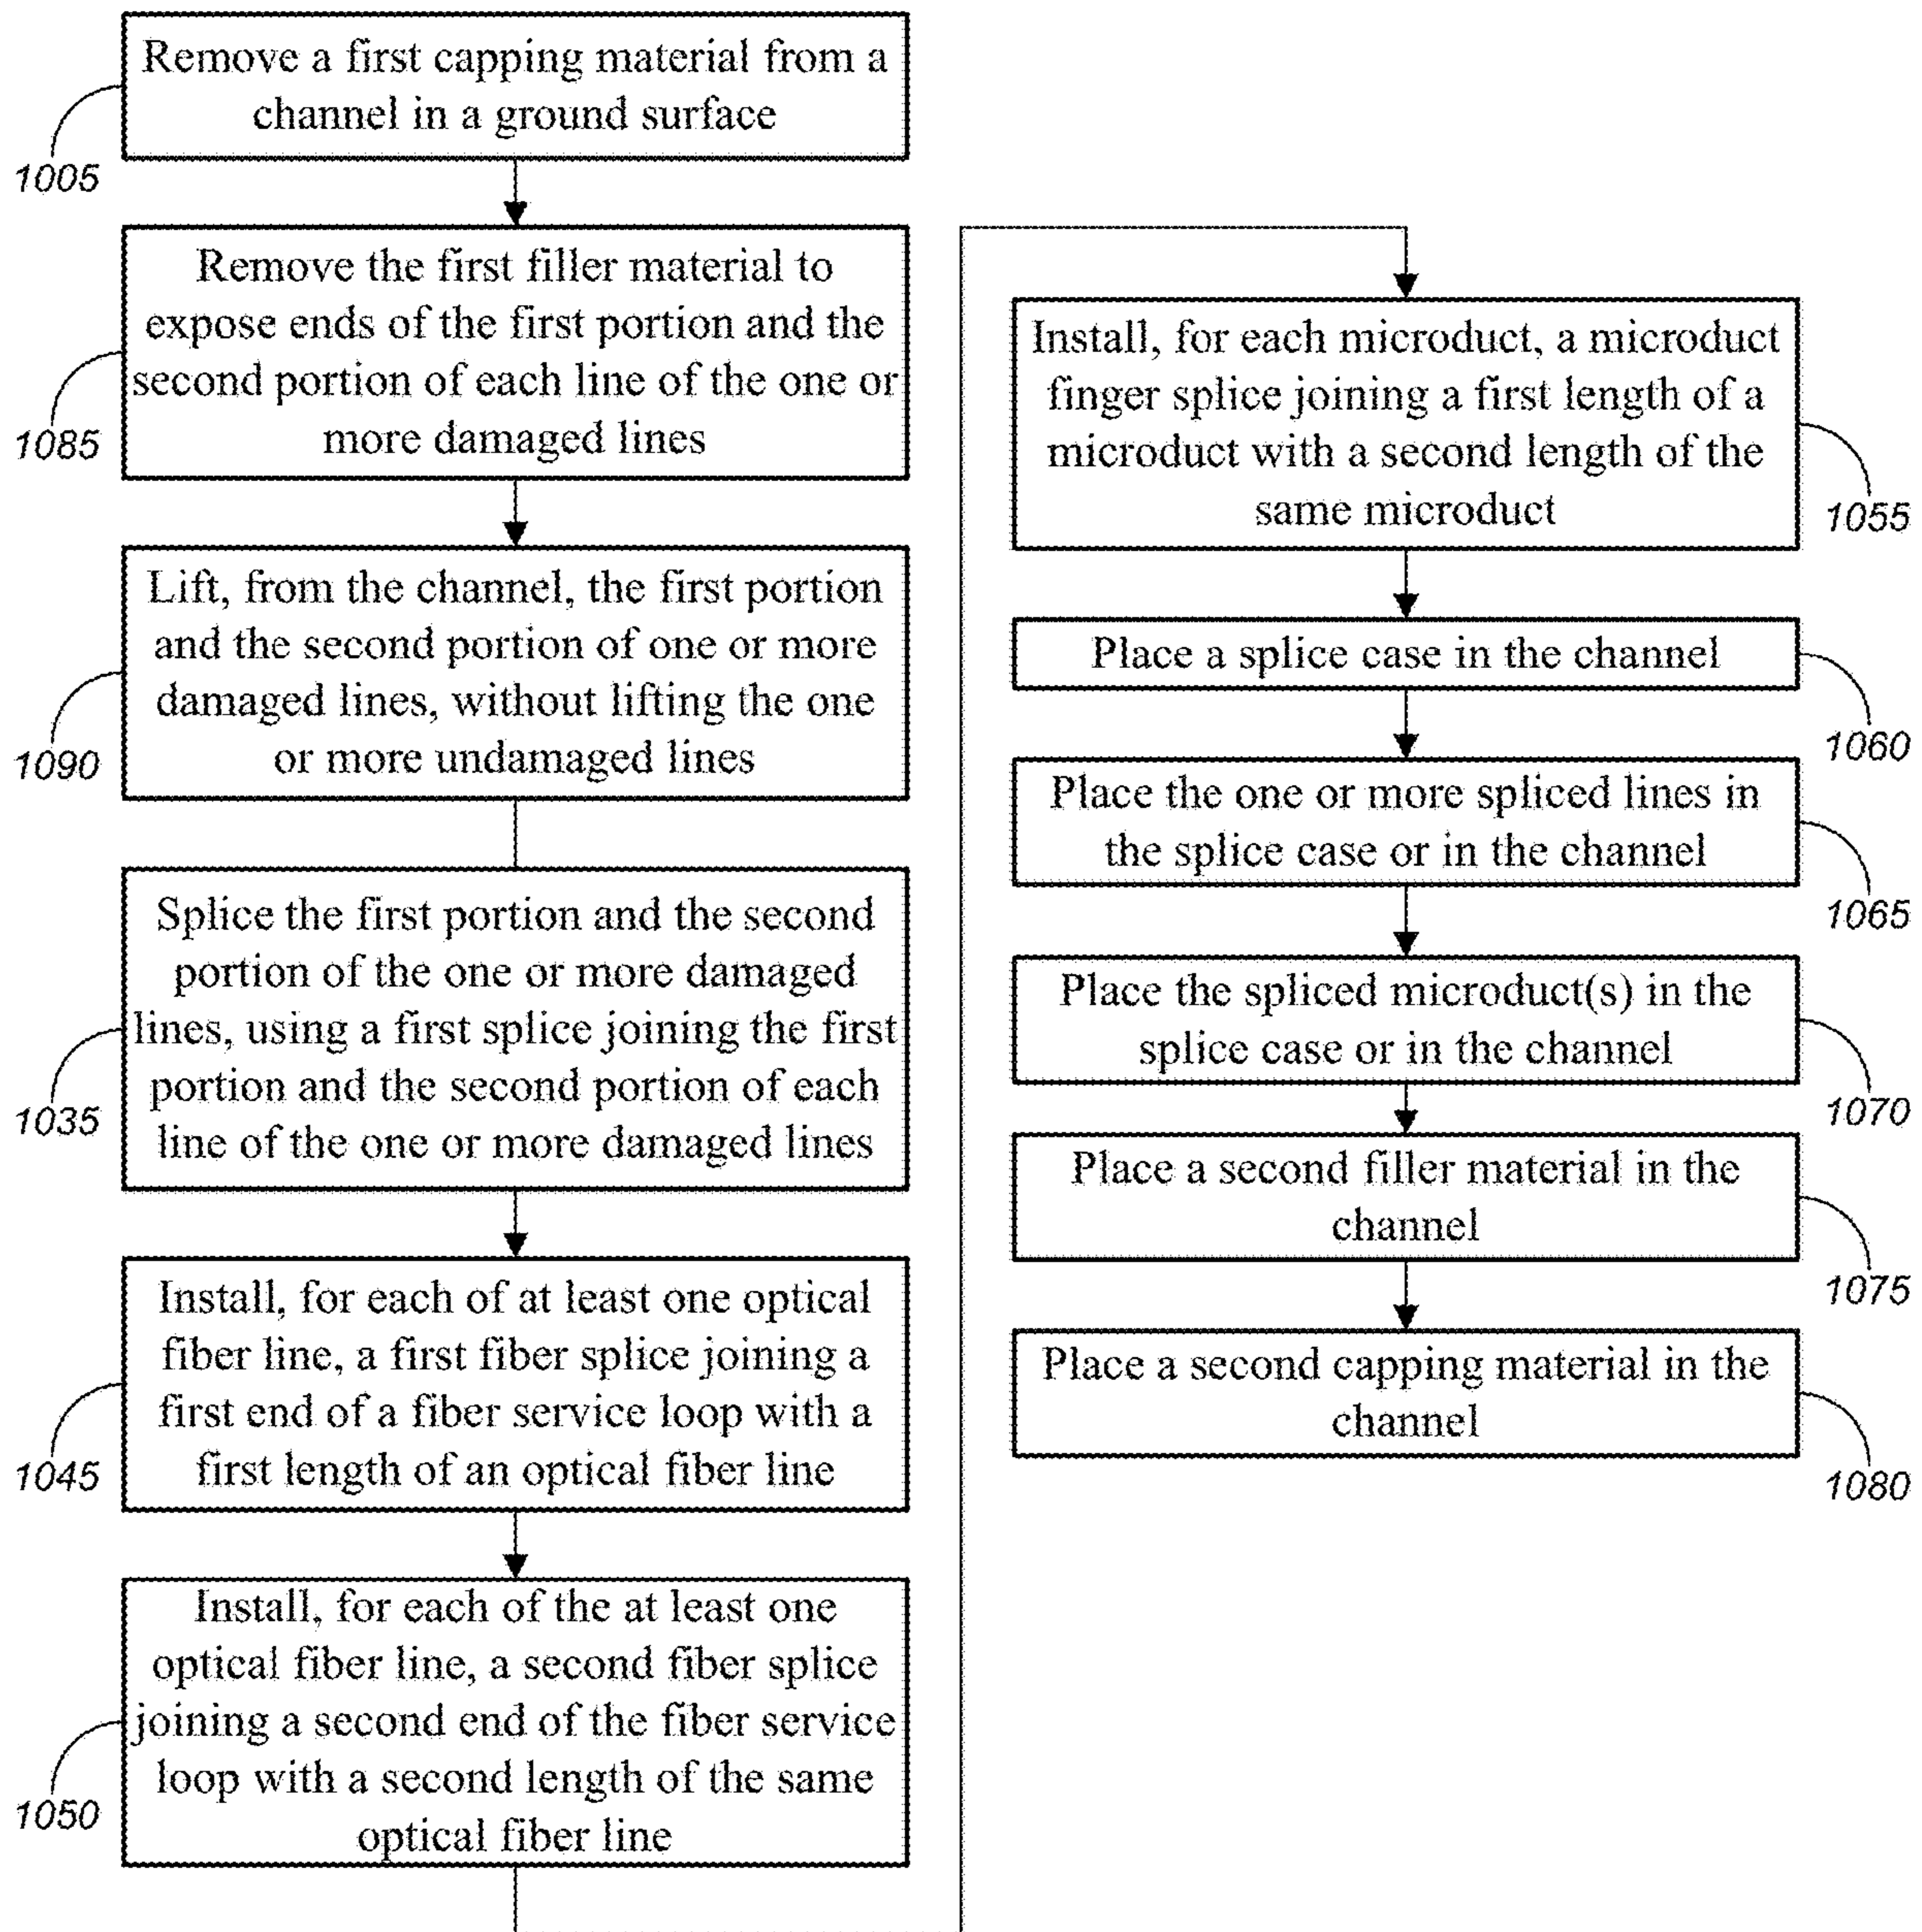 Remove a first capping material from a
channel in a ground surface
1005
Remove the first filler material to
expose ends of the first portion and the
second portion of each line of the one or
more damaged lines
1085
Lift, from the channel, the first portion
and the second portion of one or more
damaged lines, without lifting the one
or more undamaged lines
1090
Splice the first portion and the second
portion of the one or more damaged
lines, using a first splice joining the first
portion and the second portion of each
line of the one or more damaged lines
1035
Install, for each of at least one optical
fiber line, a first fiber splice joining a
first end of a fiber service loop with a
first length of an optical fiber line
1045
Install, for each of the at least one
optical fiber line, a second fiber splice
joining a second end of the fiber service
loop with a second length of the same
optical fiber line
1050
Install, for each microduct, a microduct
finger splice joining a first length of a
microduct with a second length of the
same microduct
1055
Place a splice case in the channel
1060
Place the one or more spliced lines in
the splice case or in the channel
1065
Place the spliced microduct(s) in the
splice case or in the channel
1070
Place a second filler material in the
channel
1075
Place a second capping material in the
channel
1080